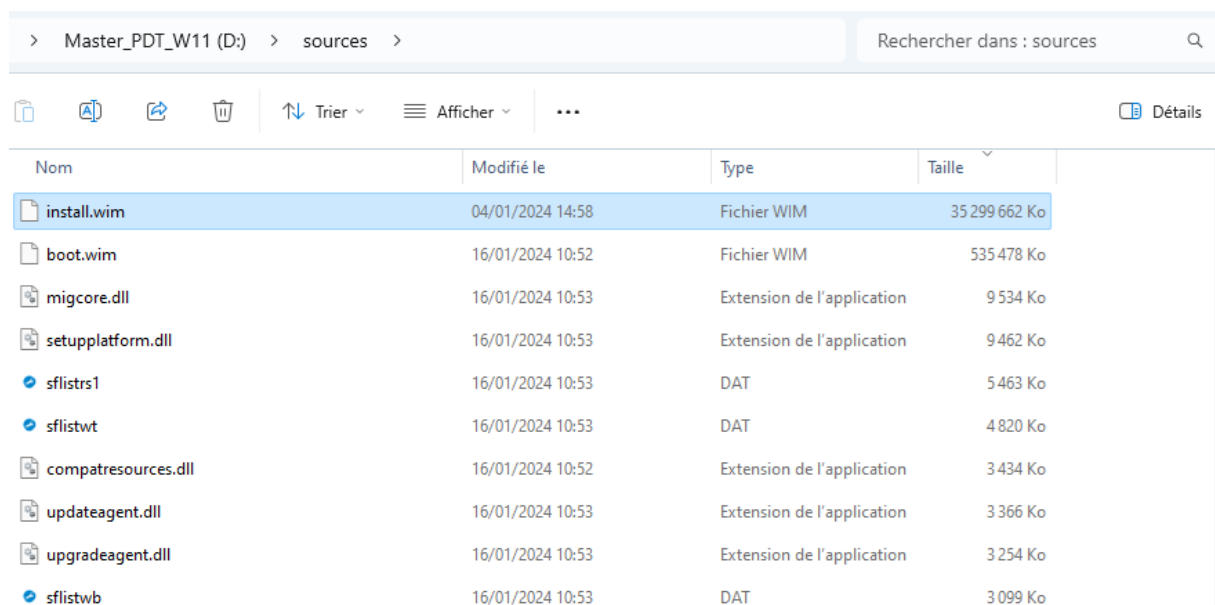 > Master_PDT_W11 (D:) > sources > Rechercher dans : sources
Trier Afficher ... Détails
Nom Modifié le Type Taille
install.wim 04/01/2024 14:58 Fichier WIM 35 299 662 Ko
boot.wim 16/01/2024 10:52 Fichier WIM 535 478 Ko
migcore.dll 16/01/2024 10:53 Extension de l'application 9 534 Ko
setupplatform.dll 16/01/2024 10:53 Extension de l'application 9 462 Ko
sflistrs1 16/01/2024 10:53 DAT 5 463 Ko
sflistwt 16/01/2024 10:53 DAT 4 820 Ko
compatresources.dll 16/01/2024 10:52 Extension de l'application 3 434 Ko
updateagent.dll 16/01/2024 10:53 Extension de l'application 3 366 Ko
upgradeagent.dll 16/01/2024 10:53 Extension de l'application 3 254 Ko
sflistwb 16/01/2024 10:53 DAT 3 099 Ko